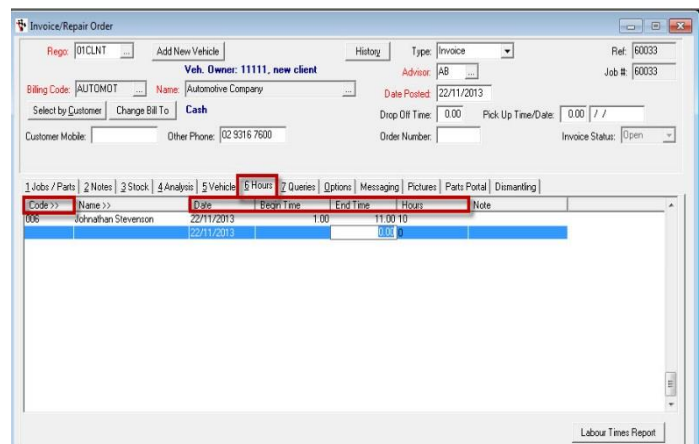 Invoice/Repair Order
Rego: 01CLNT ... Add New Vehicle History Type: Invoice Ref: 60033
Veh. Owner: 11111, new client Advisor: AB ... Job #: 60033
Billing Code: AUTOMOT ... Name: Automotive Company ... Date Posted: 22/11/2013
Select by Customer Change Bill To Cash Drop Off Time: 0.00 Pick Up Time/Date: 0.00 / /
Customer Mobile: Other Phone: 02 9316 7600 Order Number: Invoice Status: Open
1 Jobs / Parts 2 Notes 3 Stock 4 Analysis 5 Vehicle 6 Hours 7 Queries Options Messaging Pictures Parts Portal Dismantling
Code >> Name >> Date Begin Time End Time Hours Note
006 Johnathan Stevenson 22/11/2013 1:00 11.00 10
22/11/2013 0.00 0
Labour Times Report